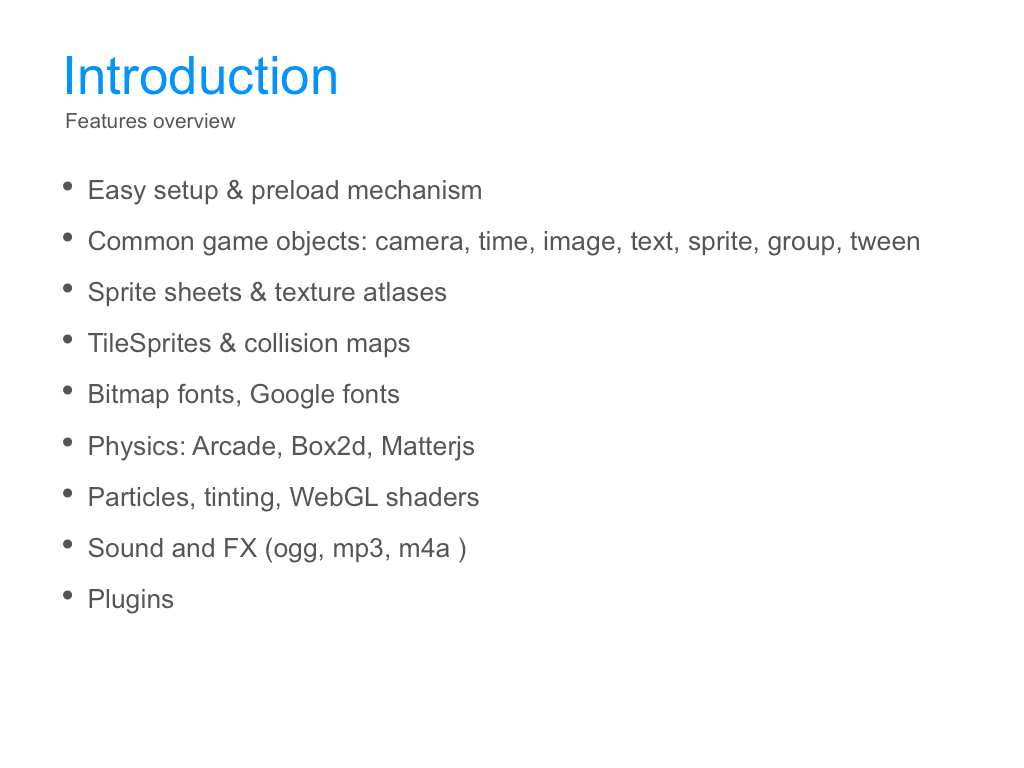 Introduction
Features overview
• Easy setup & preload mechanism
• Common game objects: camera, time, image, text, sprite, group, tween
• Sprite sheets & texture atlases
• TileSprites & collision maps
• Bitmap fonts, Google fonts
• Physics: Arcade, Box2d, Matterjs
• Particles, tinting, WebGL shaders
• Sound and FX (ogg, mp3, m4a )
• Plugins